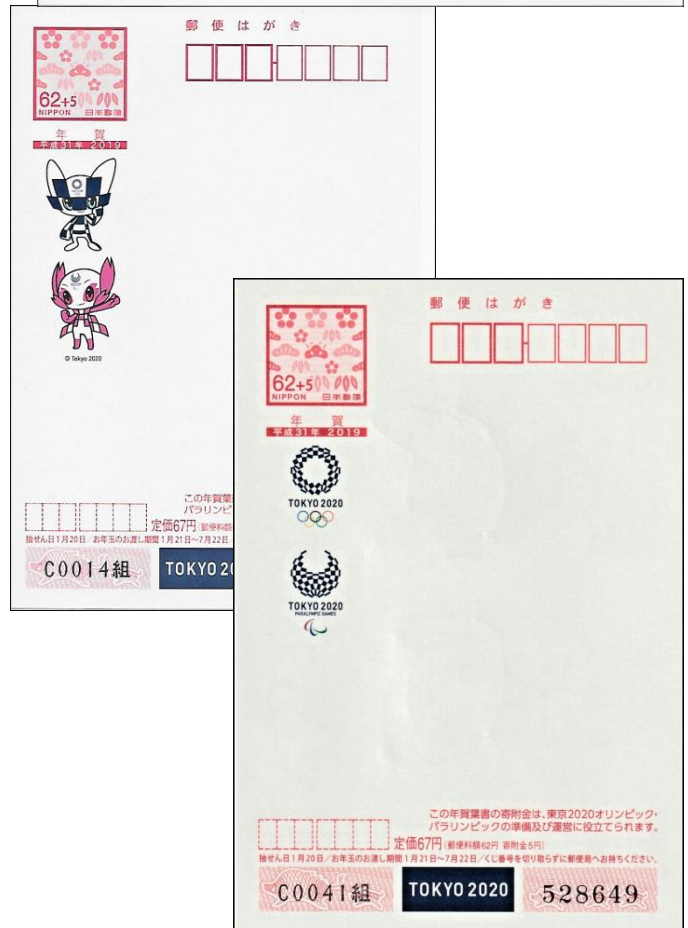 郵便はがき
62+5
NIPPON 日本郵便
年 賀
平成31年 2019
© Tokyo 2020
この年賀葉
パラリンピ
定価67円 (郵便料額
抽せん日1月20日/お年玉のお渡し期間1月21日~7月22日/
C0014組
TOKYO 20
郵便はがき
62+5
NIPPON 日本郵便
年 賀
平成31年 2019
TOKYO 2020
TOKYO 2020
PARALYMPIC GAMES
この年賀葉書の寄附金は、東京2020オリンピック・
パラリンピックの準備及び運営に役立てられます。
定価67円 (郵便料額62円 寄附金5円)
抽せん日1月20日/お年玉のお渡し期間1月21日~7月22日/くじ番号を切り取らずに郵便局へお持ちください。
C0041組 TOKYO 2020 528649